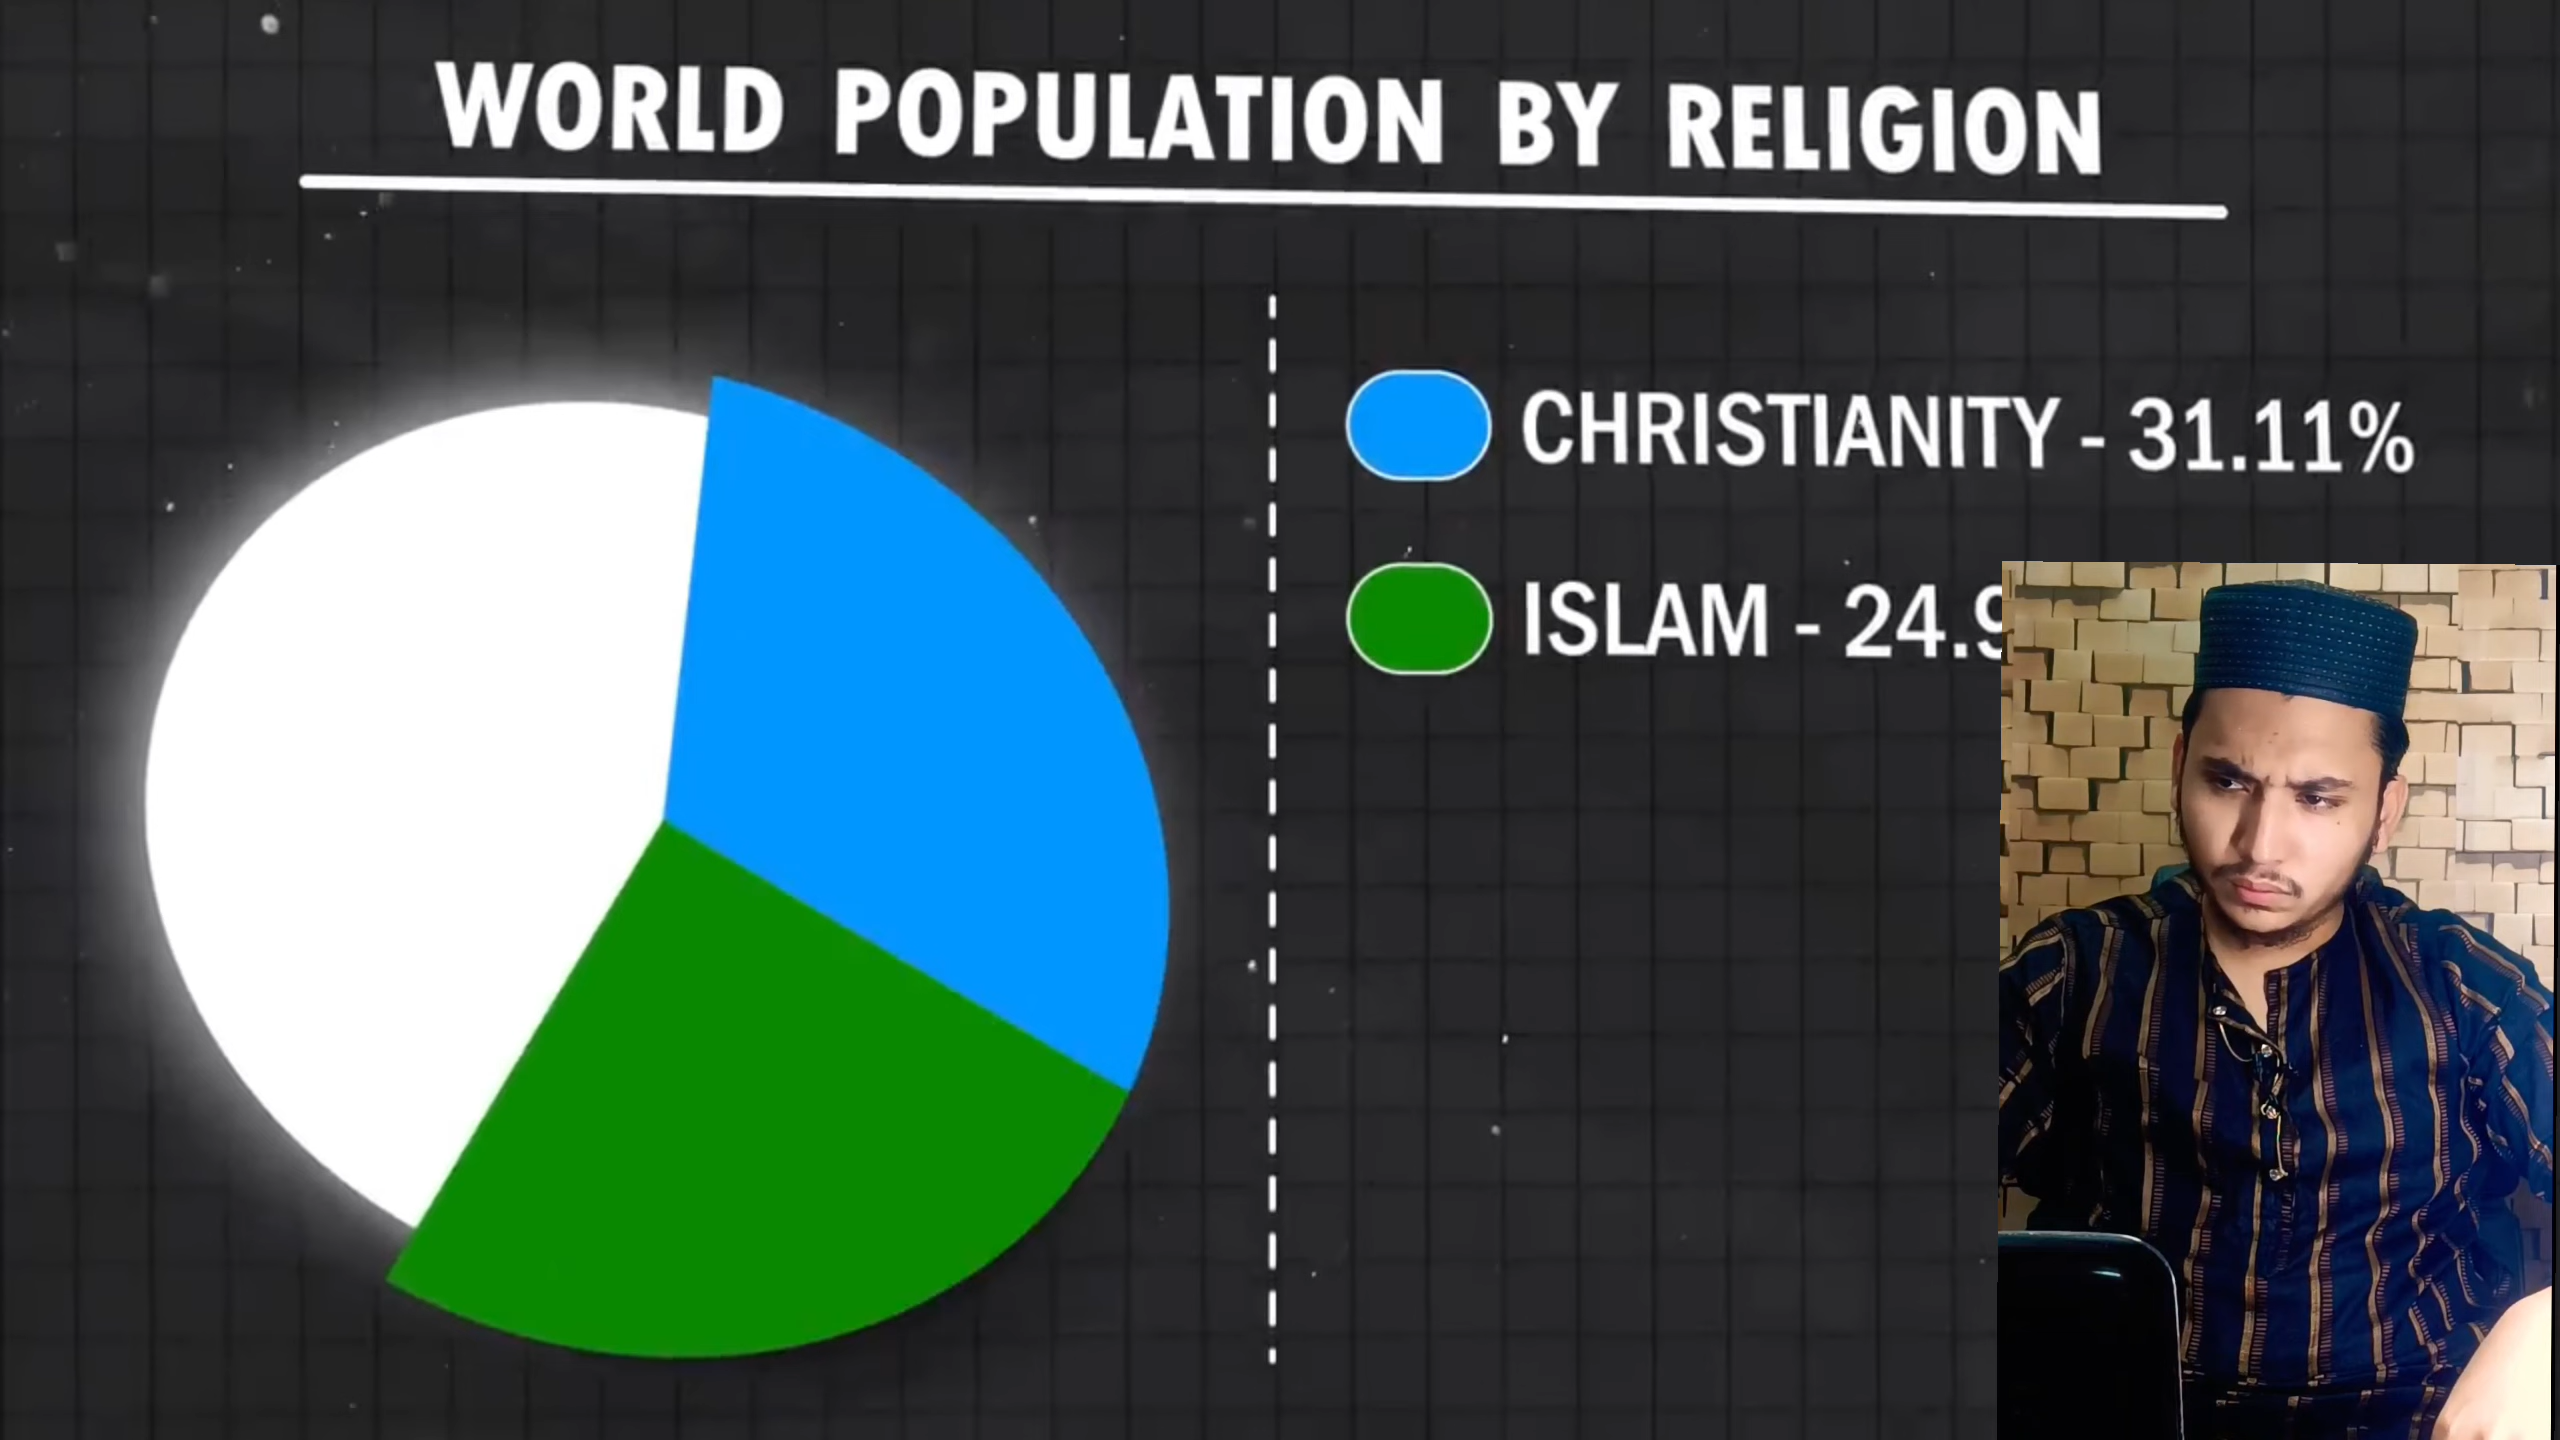 WORLD POPULATION BY RELIGION
CHRISTIANITY - 31.11%
ISLAM - 24.9